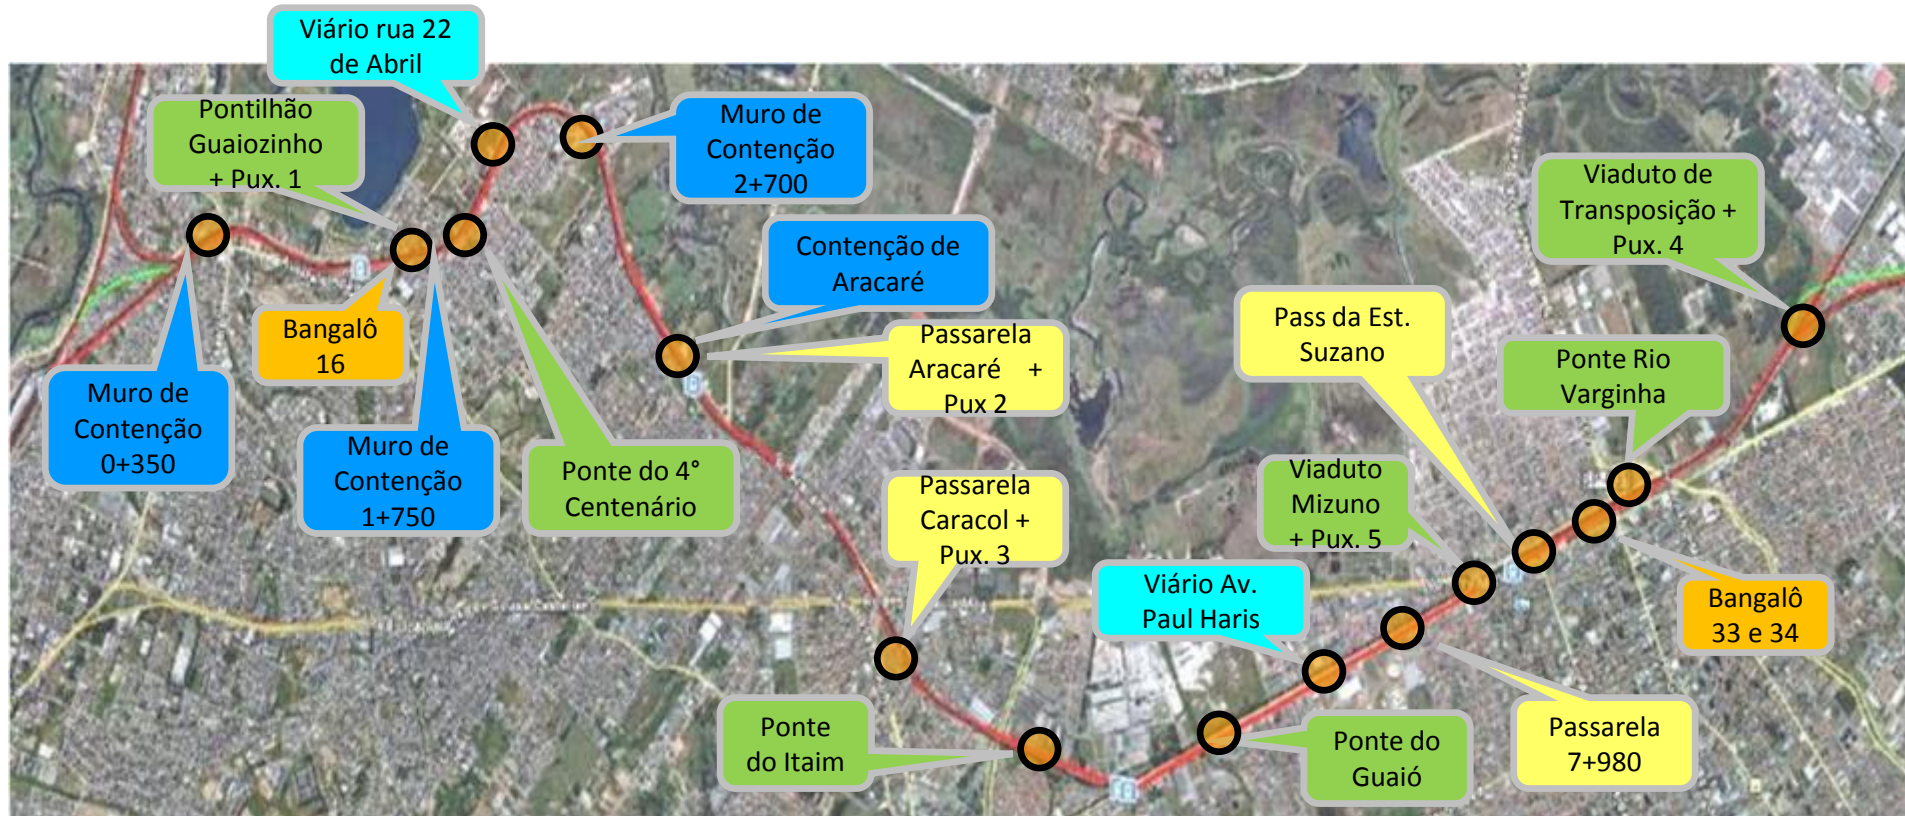 Viário rua 22
de Abril
Pontilhão
Guaiozinho
+ Pux. 1
Muro de
Contenção
2+700
Viaduto de
Transposição +
Pux. 4
Contenção de
Aracaré
Bangalô
16
Passarela
Aracaré +
Pux 2
Pass da Est.
Suzano
Ponte Rio
Varginha
Muro de
Contenção
0+350
Muro de
Contenção
1+750
Ponte do 4°
Centenário
Passarela
Caracol +
Pux. 3
Viaduto
Mizuno
+ Pux. 5
Viário Av.
Paul Haris
Bangalô
33 e 34
Ponte
do Itaim
Ponte do
Guaió
Passarela
7+980